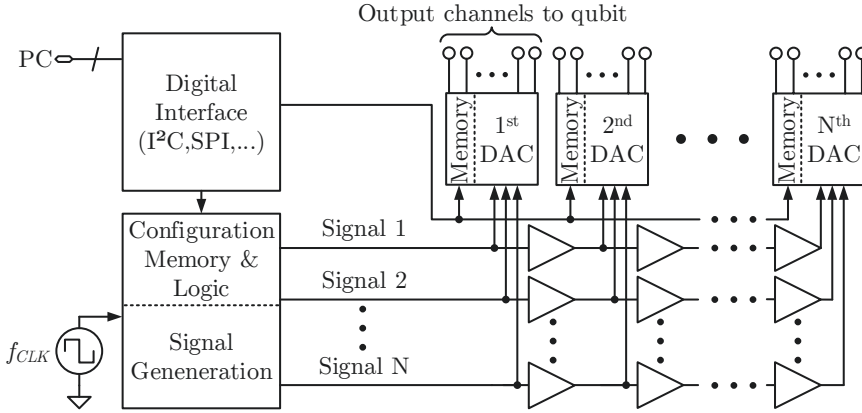 Output channels to qubit
PC
Digital
Interface
(I²C,SPI,...)
Memory
1st
DAC
Memory
2nd
DAC
Memory
Nth
DAC
Configuration
Memory &
Logic
Signal
Geneneration
fCLK
Signal 1
Signal 2
Signal N